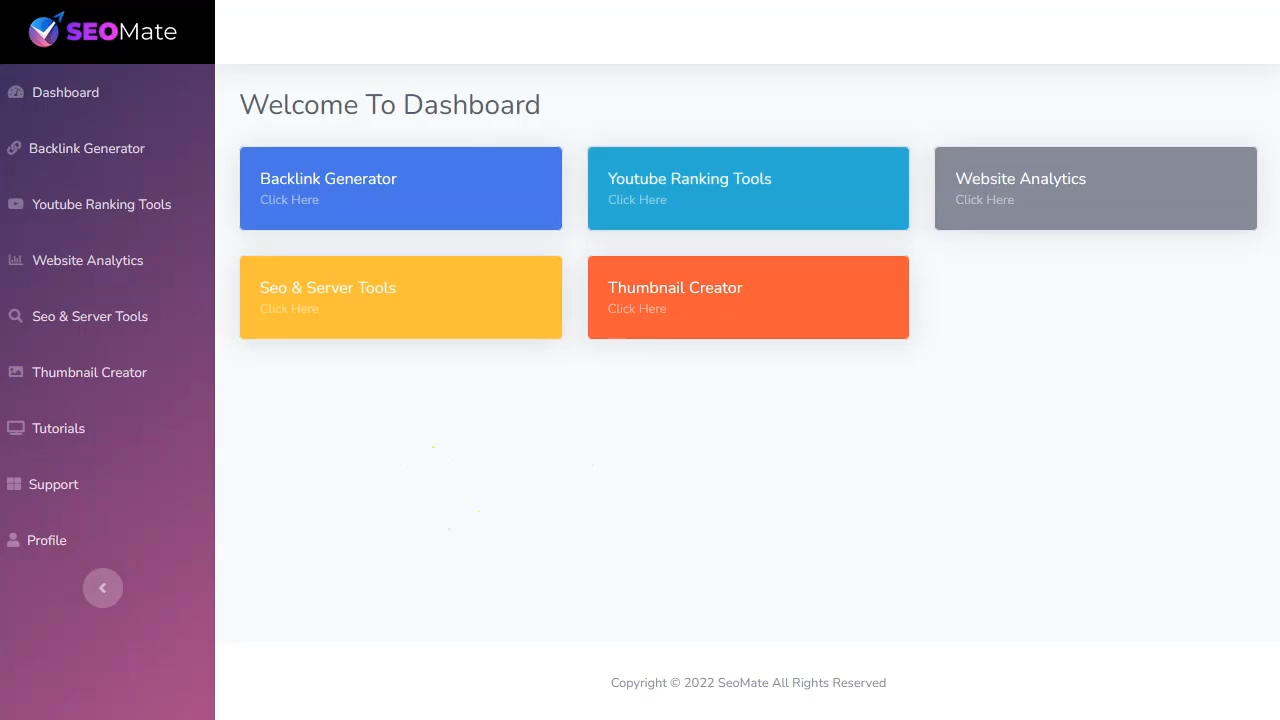 SEOMate
Dashboard
Backlink Generator
Youtube Ranking Tools
Website Analytics
Seo & Server Tools
Thumbnail Creator
Tutorials
Support
Profile
Welcome To Dashboard
Backlink Generator
Click Here
Youtube Ranking Tools
Click Here
Website Analytics
Click Here
Seo & Server Tools
Click Here
Thumbnail Creator
Click Here
Copyright © 2022 SeoMate All Rights Reserved